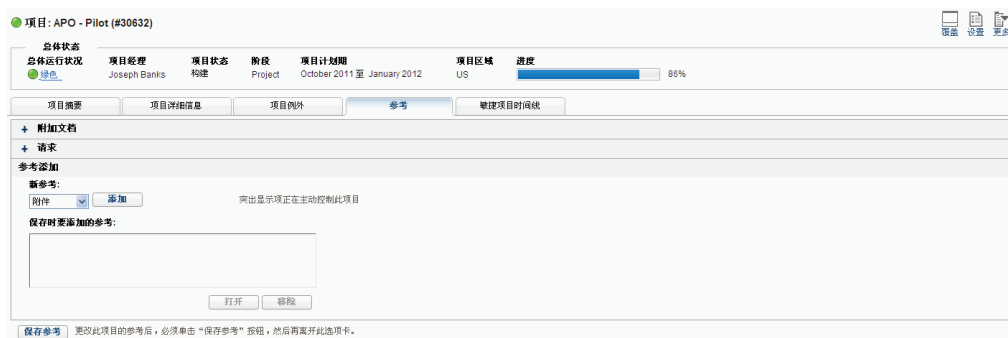 项目: APO - Pilot (#30632)
覆盖 设置 更多
总体状态
总体运行状况 项目经理 项目状态 阶段 项目计划期 项目区域 进度
绿色 Joseph Banks 构建 Project October 2011 至 January 2012 US 86%
项目摘要 项目详细信息 项目例外 参考 敏捷项目时间线
+ 附加文档
+ 请求
参考添加
新参考:
附件 添加 突出显示项正在主动控制此项目
保存时要添加的参考:
打开 移除
保存参考 更改此项目的参考后，必须单击“保存参考”按钮，然后再离开此选项卡。